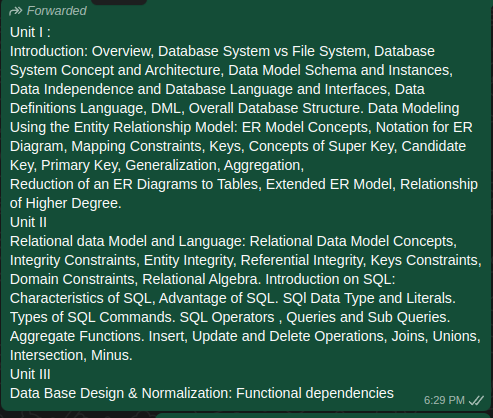 Forwarded
Unit I :
Introduction: Overview, Database System vs File System, Database
System Concept and Architecture, Data Model Schema and Instances,
Data Independence and Database Language and Interfaces, Data
Definitions Language, DML, Overall Database Structure. Data Modeling
Using the Entity Relationship Model: ER Model Concepts, Notation for ER
Diagram, Mapping Constraints, Keys, Concepts of Super Key, Candidate
Key, Primary Key, Generalization, Aggregation,
Reduction of an ER Diagrams to Tables, Extended ER Model, Relationship
of Higher Degree.
Unit II
Relational data Model and Language: Relational Data Model Concepts,
Integrity Constraints, Entity Integrity, Referential Integrity, Keys Constraints,
Domain Constraints, Relational Algebra. Introduction on SQL:
Characteristics of SQL, Advantage of SQL. SQl Data Type and Literals.
Types of SQL Commands. SQL Operators , Queries and Sub Queries.
Aggregate Functions. Insert, Update and Delete Operations, Joins, Unions,
Intersection, Minus.
Unit III
Data Base Design & Normalization: Functional dependencies
6:29 PM